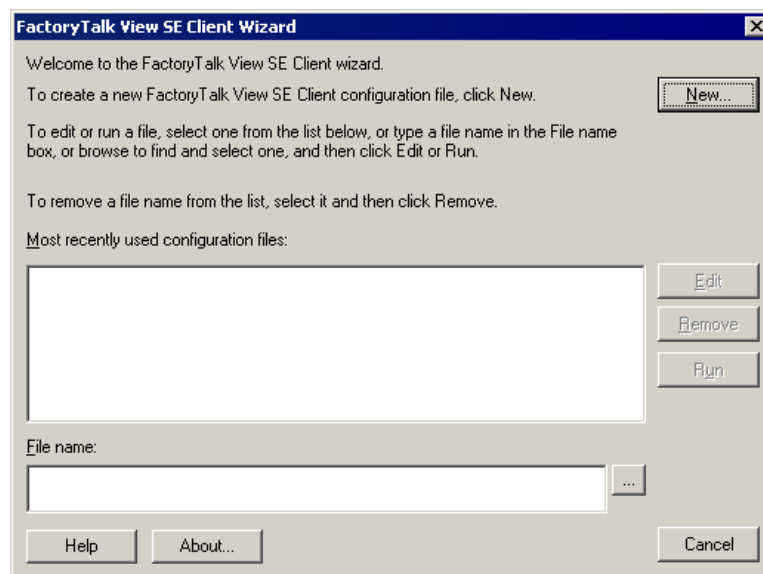 FactoryTalk View SE Client Wizard
Welcome to the FactoryTalk View SE Client wizard.
To create a new FactoryTalk View SE Client configuration file, click New.
New...
To edit or run a file, select one from the list below, or type a file name in the File name
box, or browse to find and select one, and then click Edit or Run.
To remove a file name from the list, select it and then click Remove.
Most recently used configuration files:
Edit
Remove
Run
File name:
...
Help
About...
Cancel